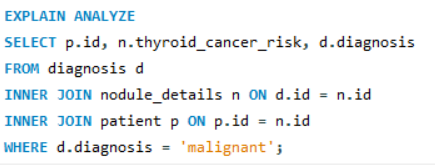 EXPLAIN ANALYZE
SELECT p.id, n.thyroid_cancer_risk, d.diagnosis
FROM diagnosis d
INNER JOIN nodule_details n ON d.id = n.id
INNER JOIN patient p ON p.id = n.id
WHERE d.diagnosis = 'malignant';